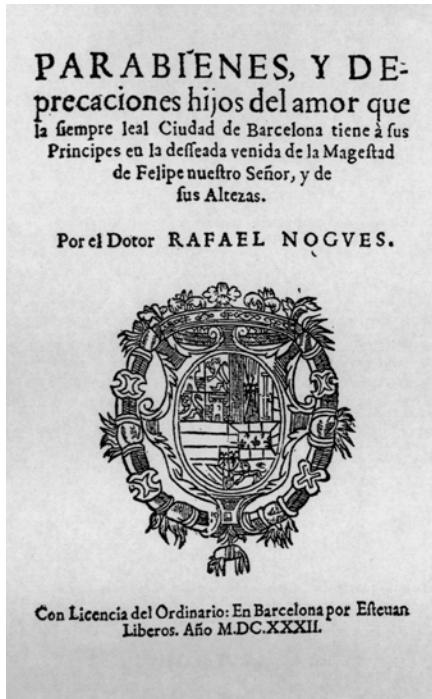 PARABIENES, Y DE-
precaciones hijos del amor que
la ſiempre leal Ciudad de Barcelona tiene à ſus
Principes en la deſſeada venida de la Mageſtad
de Felipe nueſtro Señor, y de
ſus Altezas.
Por el Dotor RAFAEL NOGVES.
Con Licencia del Ordinario: En Barcelona por Eſteuan
Liberos. Año M.DC.XXXII.